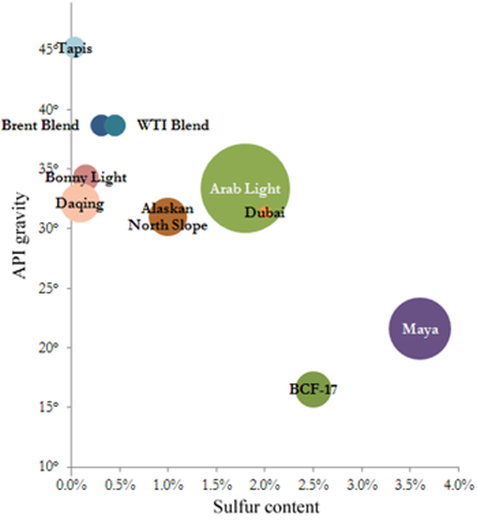 45°
Tapis
40°
Brent Blend
WTI Blend
35°
Bonny Light
Arab Light
Daqing
Alaskan
North Slope
Dubai
30°
API gravity
25°
Maya
20°
BCF-17
15°
10°
0.0% 0.5% 1.0% 1.5% 2.0% 2.5% 3.0% 3.5% 4.0%
Sulfur content